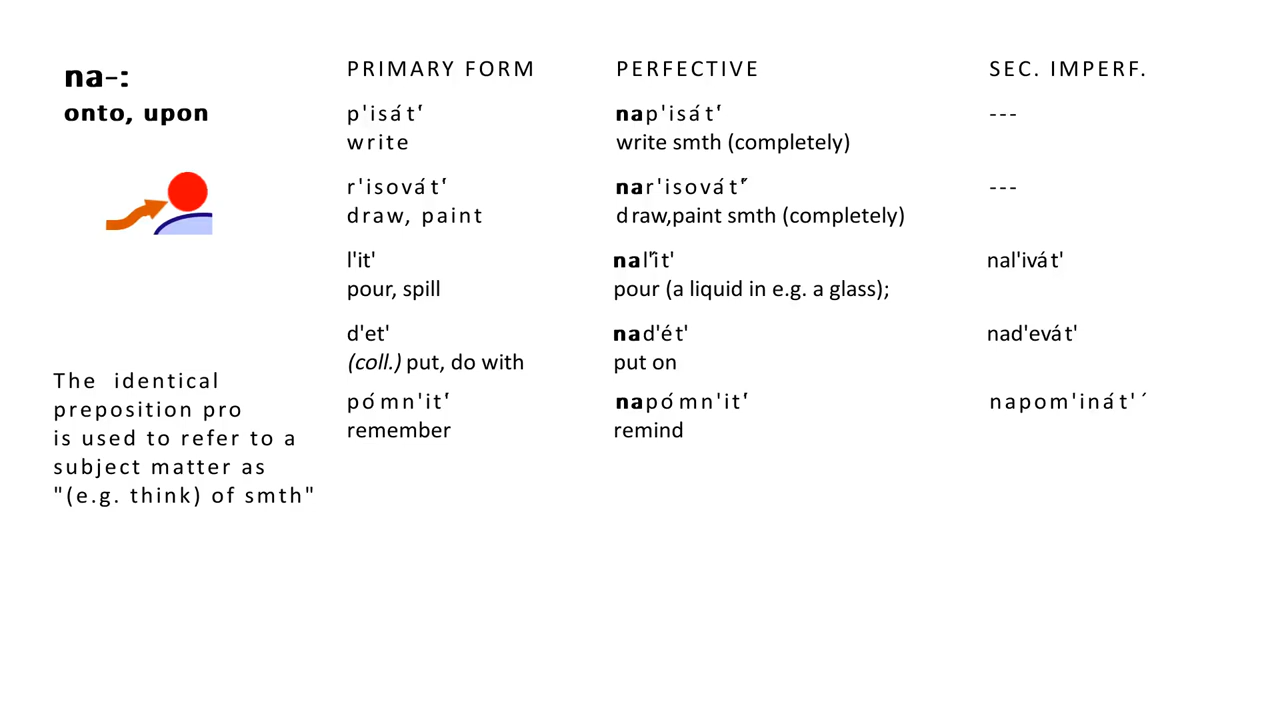 na-:
onto, upon
The identical
preposition pro
is used to refer to a
subject matter as
"(e.g. think) of smth"
PRIMARY FORM PERFECTIVE SEC. IMPERF.
p'isát' nap'isát' ---
write write smth (completely)
r'isovát' nar'isovát' ---
draw, paint draw,paint smth (completely)
l'it' nal'ít' nal'ivát'
pour, spill pour (a liquid in e.g. a glass);
d'et' nad'ét' nad'evát'
(coll.) put, do with put on
pómn'it' napómn'it' napom'inát'´
remember remind